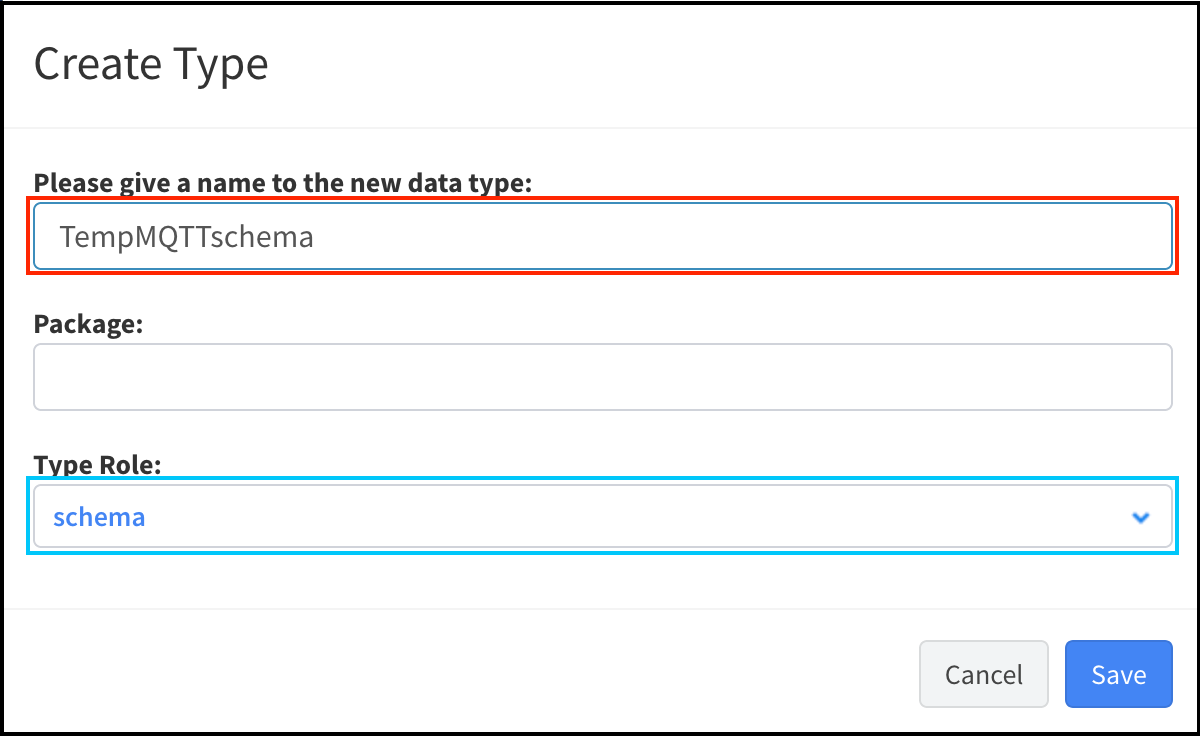 Create Type
Please give a name to the new data type:
TempMQTTschema
Package:
Type Role:
schema
Cancel Save